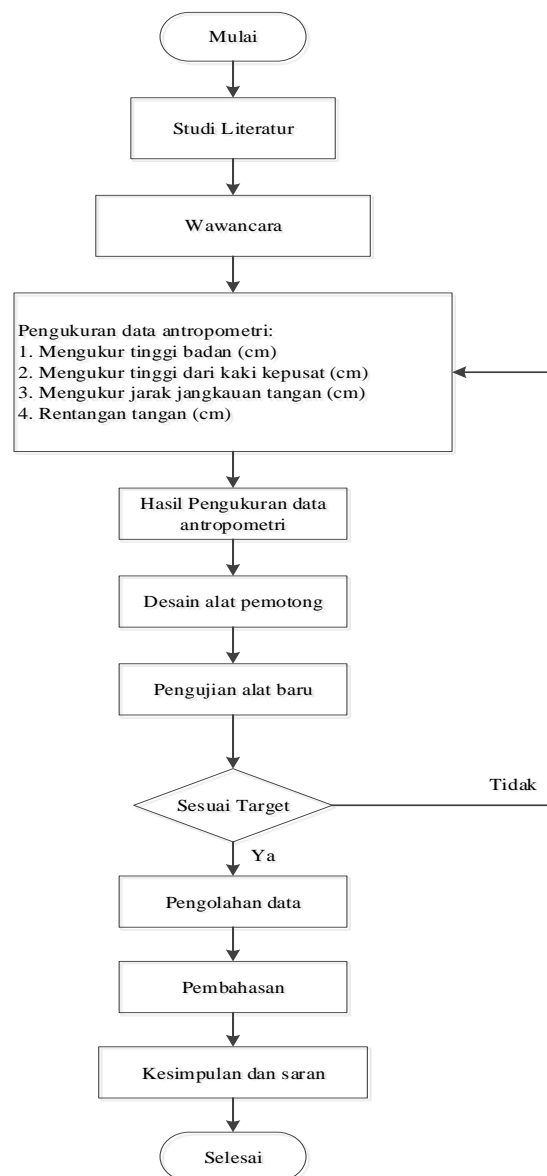 Mulai
Studi Literatur
Wawancara
Pengukuran data antropometri:
1. Mengukur tinggi badan (cm)
2. Mengukur tinggi dari kaki kepusat (cm)
3. Mengukur jarak jangkauan tangan (cm)
4. Rentangan tangan (cm)
Hasil Pengukuran data
antropometri
Desain alat pemotong
Pengujian alat baru
Sesuai Target
Tidak
Ya
Pengolahan data
Pembahasan
Kesimpulan dan saran
Selesai